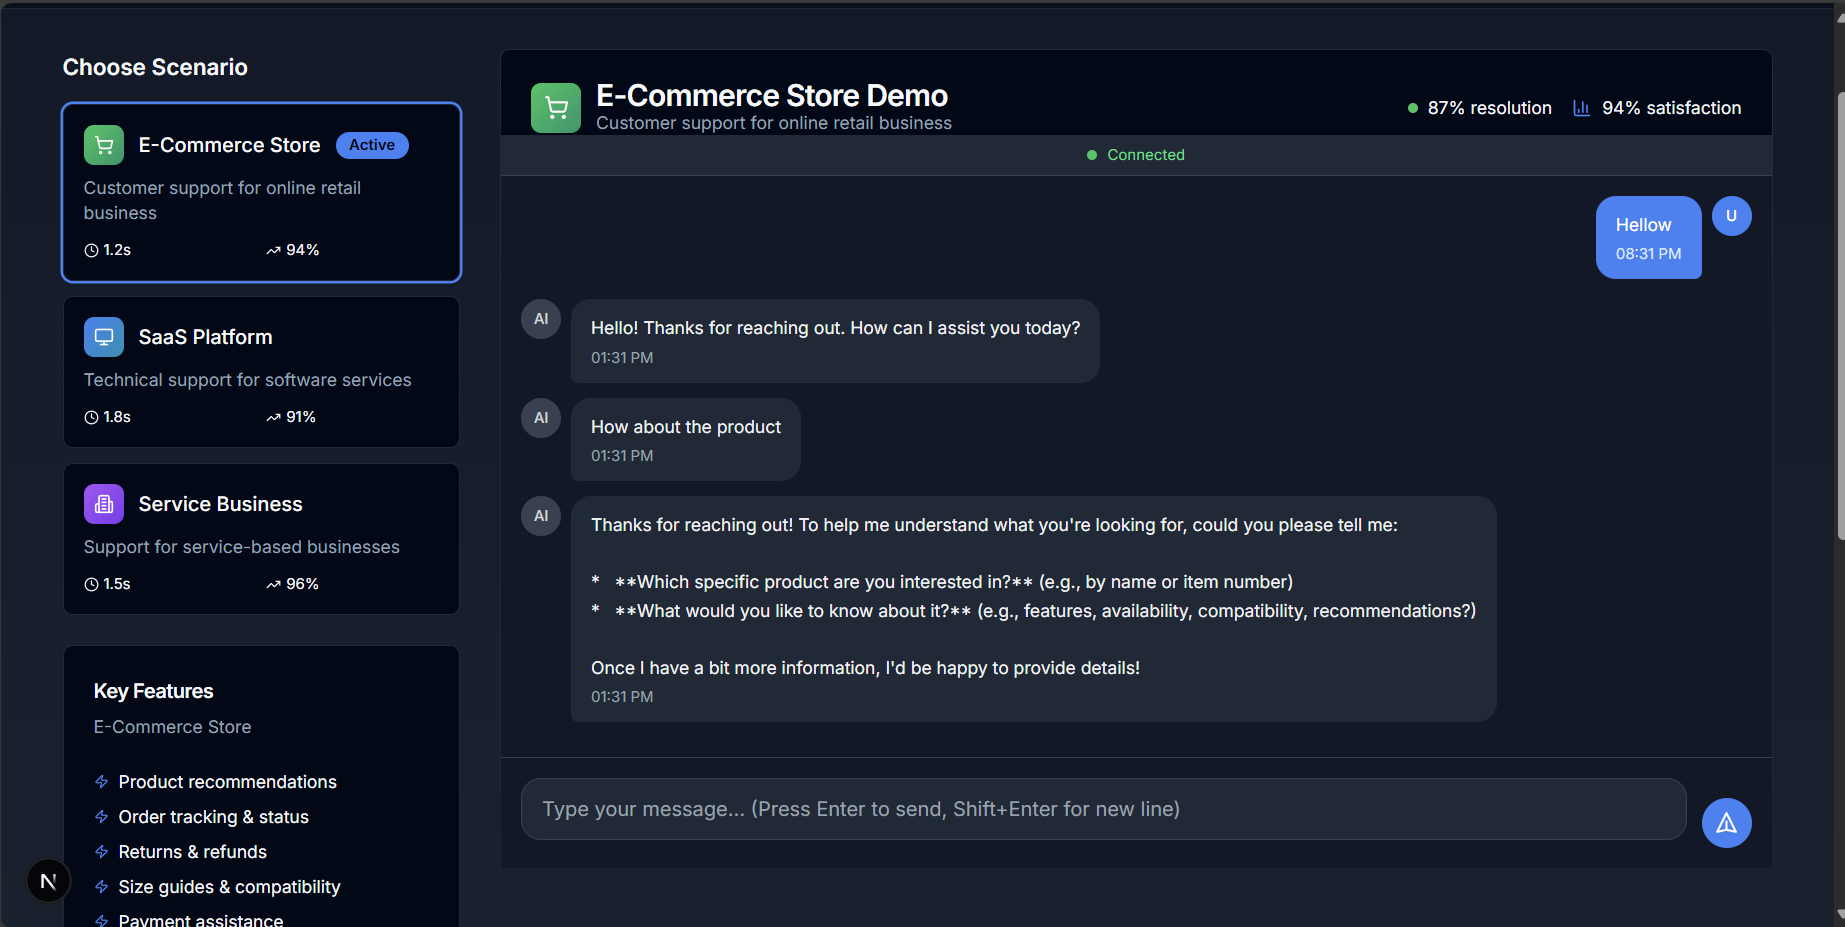 Choose Scenario
E-Commerce Store
Active
Customer support for online retail
business
1.2s
94%
SaaS Platform
Technical support for software services
1.8s
91%
Service Business
Support for service-based businesses
1.5s
96%
Key Features
E-Commerce Store
Product recommendations
Order tracking & status
Returns & refunds
Size guides & compatibility
Payment assistance
N
E-Commerce Store Demo
Customer support for online retail business
87% resolution
94% satisfaction
Connected
Hellow
08:31 PM
U
AI
Hello! Thanks for reaching out. How can I assist you today?
01:31 PM
AI
How about the product
01:31 PM
AI
Thanks for reaching out! To help me understand what you're looking for, could you please tell me:
*   **Which specific product are you interested in?** (e.g., by name or item number)
*   **What would you like to know about it?** (e.g., features, availability, compatibility, recommendations?)
Once I have a bit more information, I'd be happy to provide details!
01:31 PM
Type your message... (Press Enter to send, Shift+Enter for new line)